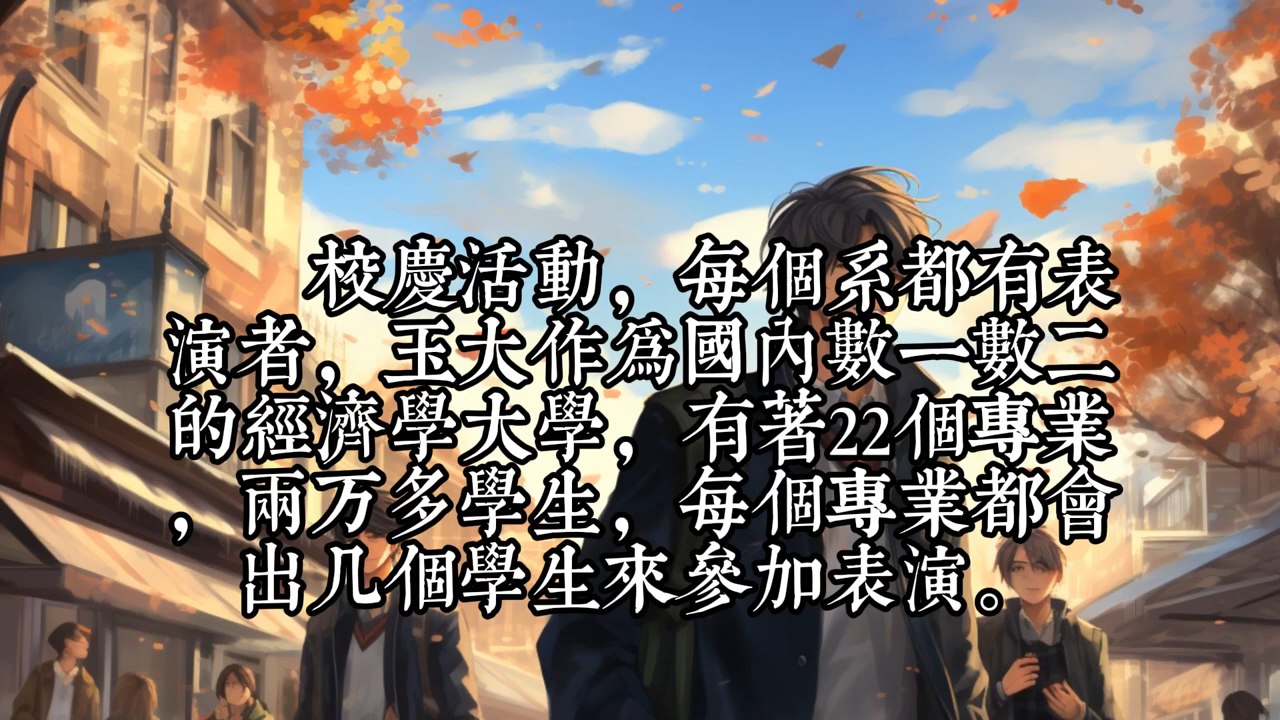 校慶活動，每個系都有表
演者，玉大作爲國內數一數二
的經濟學大學，有著22個專業
，兩万多學生，每個專業都會
出几個學生來參加表演。